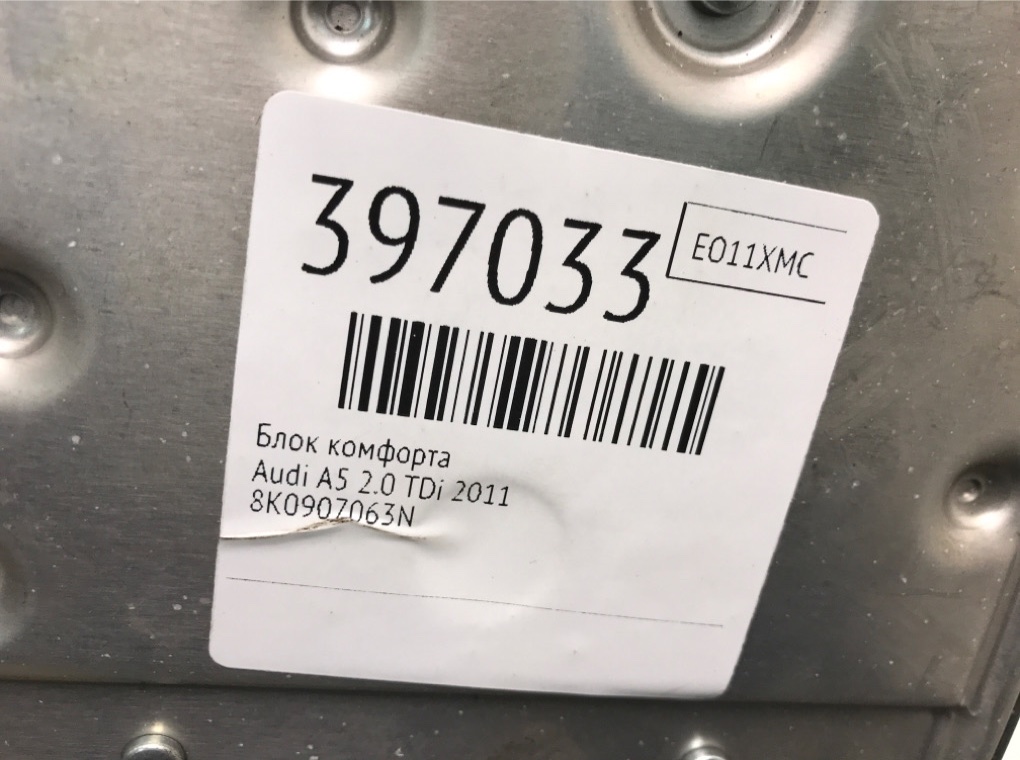 397033
E011XMC
Блок комфорта
Audi A5 2.0 TDi 2011
8K0907063N